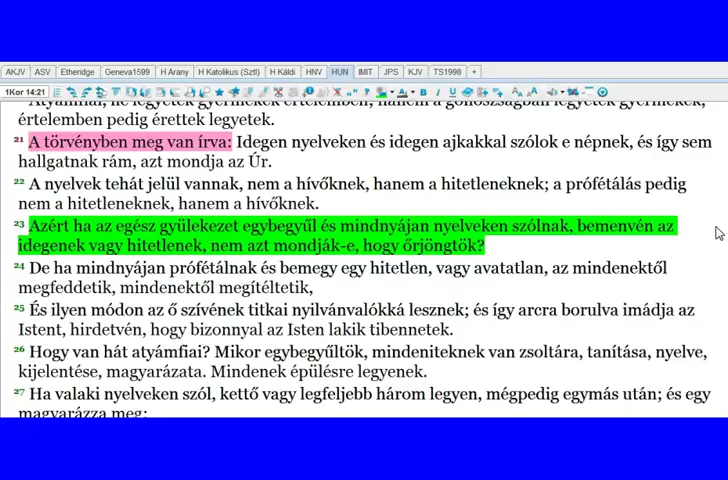 AKJV ASV Etheridge Geneva1599 H Arany H Katolikus (Sztl) H Káldi HNV HUN IMIT JPS KJV TS1998 +
1Kor 14:21
értelemben pedig érettek legyetek.
21 A törvényben meg van írva: Idegen nyelveken és idegen ajkakkal szólok e népnek, és így sem
hallgatnak rám, azt mondja az Úr.
22 A nyelvek tehát jelül vannak, nem a hívőknek, hanem a hitetleneknek; a prófétálás pedig
nem a hitetleneknek, hanem a hívőknek.
23 Azért ha az egész gyülekezet egybegyűl és mindnyájan nyelveken szólnak, bemenvén az
idegenek vagy hitetlenek, nem azt mondják-e, hogy őrjöngtök?
24 De ha mindnyájan prófétálnak és bemegy egy hitetlen, vagy avatatlan, az mindenektől
megfeddetik, mindenektől megítéltetik,
25 És ilyen módon az ő szívének titkai nyilvánvalókká lesznek; és így arcra borulva imádja az
Istent, hirdetvén, hogy bizonnyal az Isten lakik tibennetek.
26 Hogy van hát atyámfiai? Mikor egybegyűltök, mindeniteknek van zsoltára, tanítása, nyelve,
kijelentése, magyarázata. Mindenek épülésre legyenek.
27 Ha valaki nyelveken szól, kettő vagy legfeljebb három legyen, mégpedig egymás után; és egy
magyarázza meg: